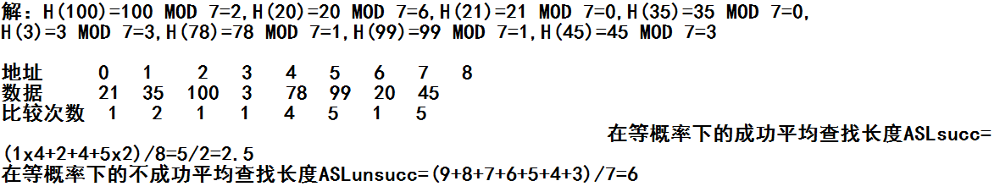 解：H(100)=100 MOD 7=2,H(20)=20 MOD 7=6,H(21)=21 MOD 7=0,H(35)=35 MOD 7=0,
H(3)=3 MOD 7=3,H(78)=78 MOD 7=1,H(99)=99 MOD 7=1,H(45)=45 MOD 7=3
地址 0 1 2 3 4 5 6 7 8
数据 21 35 100 3 78 99 20 45
比较次数 1 2 1 1 4 5 1 5
在等概率下的成功平均查找长度ASLsucc=
(1x4+2+4+5x2)/8=5/2=2.5
在等概率下的不成功平均查找长度ASLunsucc=(9+8+7+6+5+4+3)/7=6